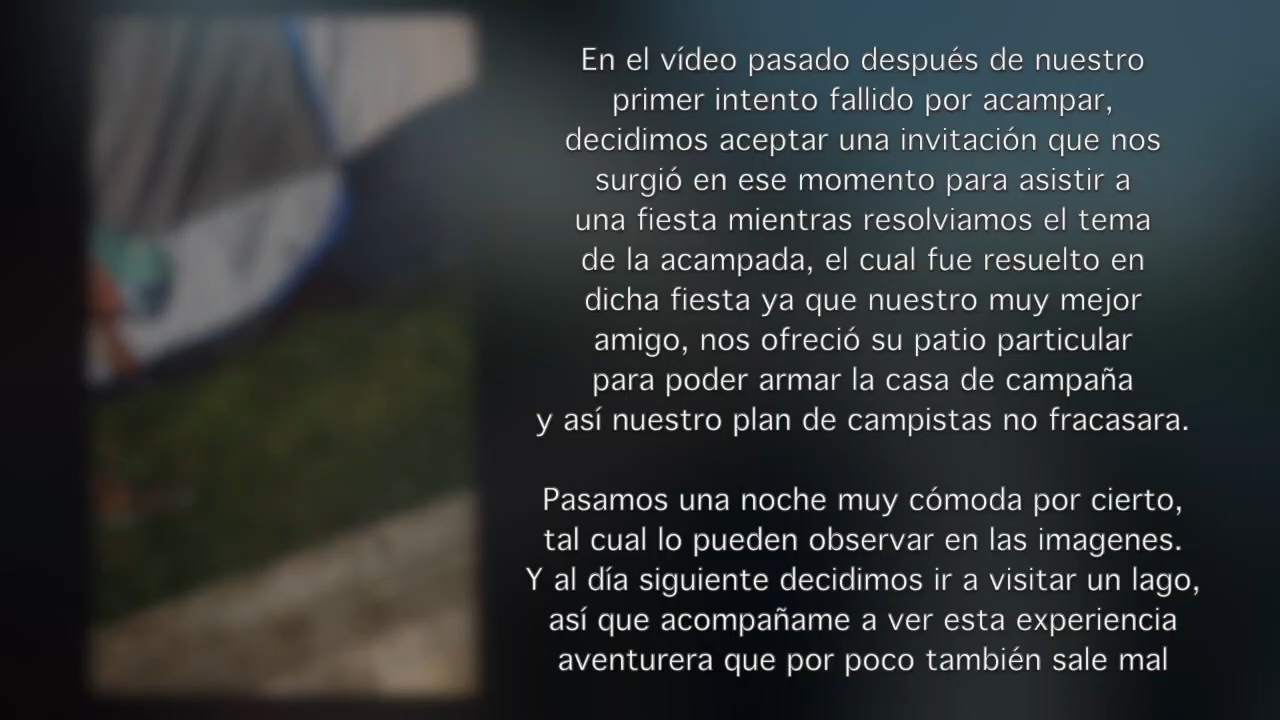 En el vídeo pasado después de nuestro
primer intento fallido por acampar,
decidimos aceptar una invitación que nos
surgió en ese momento para asistir a
una fiesta mientras resolviamos el tema
de la acampada, el cual fue resuelto en
dicha fiesta ya que nuestro muy mejor
amigo, nos ofreció su patio particular
para poder armar la casa de campaña
y así nuestro plan de campistas no fracasara.
Pasamos una noche muy cómoda por cierto,
tal cual lo pueden observar en las imagenes.
Y al día siguiente decidimos ir a visitar un lago,
así que acompañame a ver esta experiencia
aventurera que por poco también sale mal